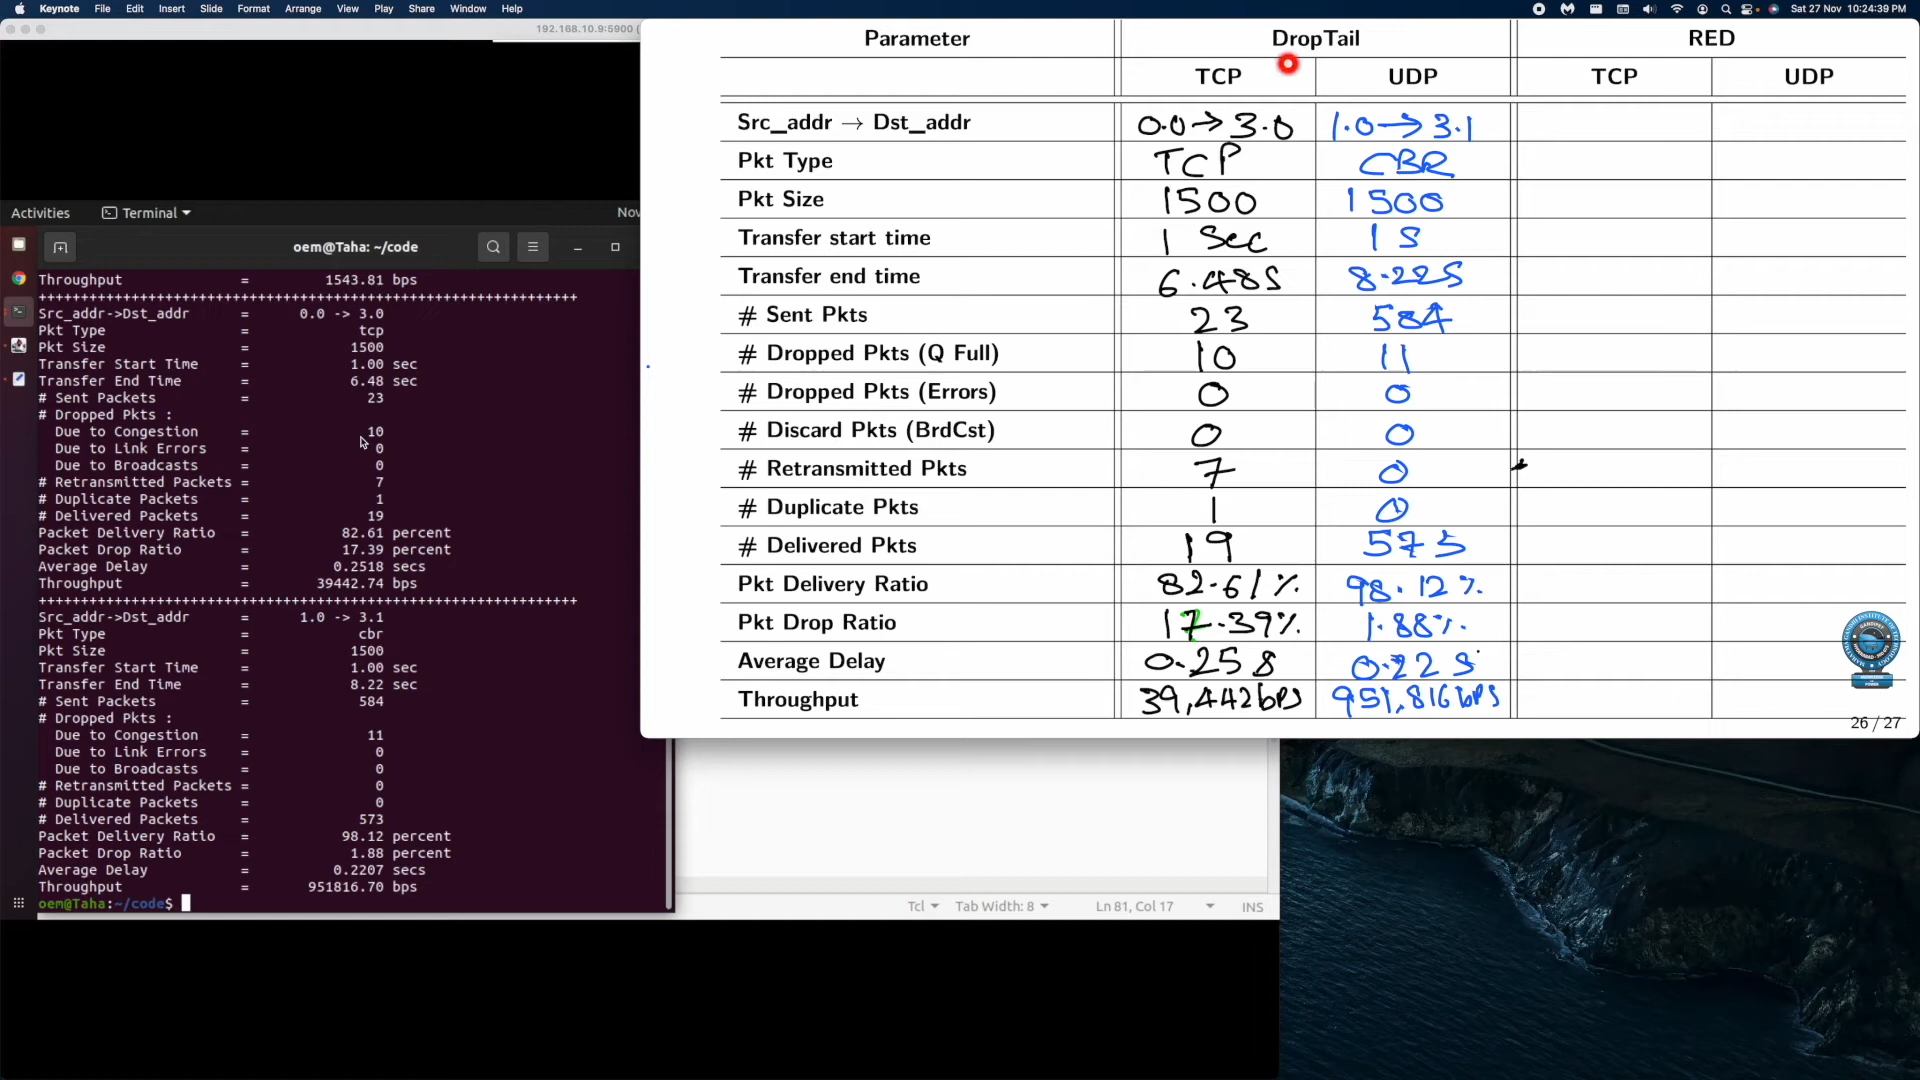 Keynote File Edit Insert Slide Format Arrange View Play Share Window Help
Sat 27 Nov 10:24:39 PM
192.168.10.9:5900 (
Activities Terminal Nov
oem@Taha: ~/code
Throughput = 1543.81 bps
++++++++++++++++++++++++++++++++++++++++++++++++++++++++++++++++
Src_addr->Dst_addr = 0.0 -> 3.0
Pkt Type = tcp
Pkt Size = 1500
Transfer Start Time = 1.00 sec
Transfer End Time = 6.48 sec
# Sent Packets = 23
# Dropped Pkts :
Due to Congestion = 10
Due to Link Errors = 0
Due to Broadcasts = 0
# Retransmitted Packets = 7
# Duplicate Packets = 1
# Delivered Packets = 19
Packet Delivery Ratio = 82.61 percent
Packet Drop Ratio = 17.39 percent
Average Delay = 0.2518 secs
Throughput = 39442.74 bps
++++++++++++++++++++++++++++++++++++++++++++++++++++++++++++++++
Src_addr->Dst_addr = 1.0 -> 3.1
Pkt Type = cbr
Pkt Size = 1500
Transfer Start Time = 1.00 sec
Transfer End Time = 8.22 sec
# Sent Packets = 584
# Dropped Pkts :
Due to Congestion = 11
Due to Link Errors = 0
Due to Broadcasts = 0
# Retransmitted Packets = 0
# Duplicate Packets = 0
# Delivered Packets = 573
Packet Delivery Ratio = 98.12 percent
Packet Drop Ratio = 1.88 percent
Average Delay = 0.2207 secs
Throughput = 951816.70 bps
oem@Taha:~/code$
Parameter DropTail RED
TCP UDP TCP UDP
Src_addr → Dst_addr 0.0→3.0 1.0→3.1
Pkt Type TCP CBR
Pkt Size 1500 1500
Transfer start time 1 Sec 1 S
Transfer end time 6.48S 8.22S
# Sent Pkts 23 584
# Dropped Pkts (Q Full) 10 11
# Dropped Pkts (Errors) 0 0
# Discard Pkts (BrdCst) 0 0
# Retransmitted Pkts 7 0
# Duplicate Pkts 1 0
# Delivered Pkts 19 573
Pkt Delivery Ratio 82.61% 98.12%
Pkt Drop Ratio 17.39% 1.88%
Average Delay 0.25S 0.22S
Throughput 39,442bps 951,816bps
26 / 27
Tcl Tab Width: 8 Ln 81, Col 17 INS